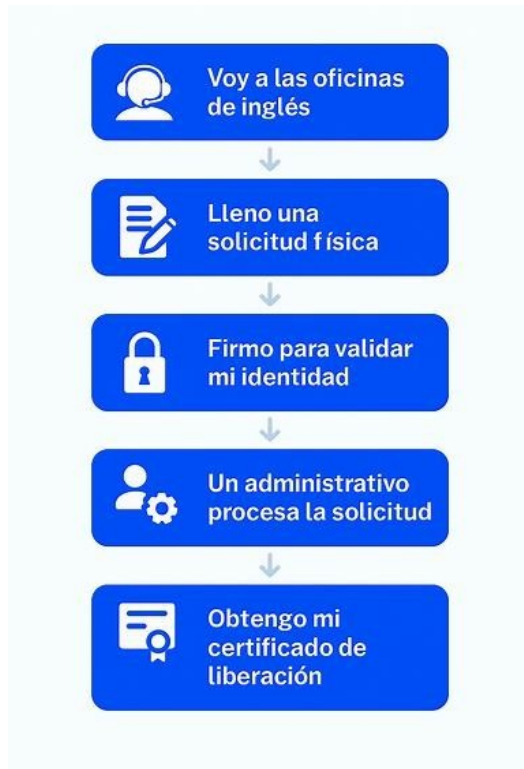 Voy a las oficinas
de inglés
Lleno una
solicitud física
Firmo para validar
mi identidad
Un administrativo
procesa la solicitud
Obtengo mi
certificado de
liberación